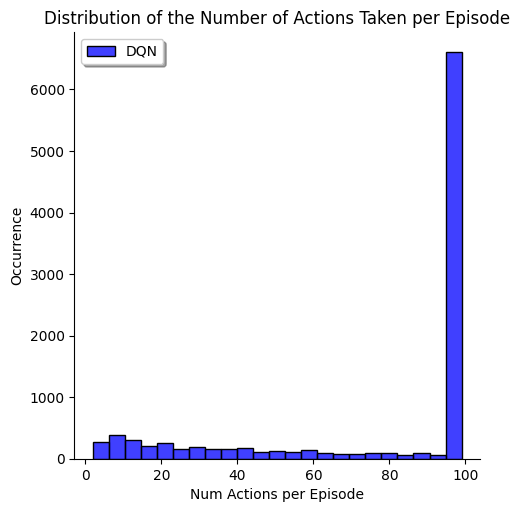 Distribution of the Number of Actions Taken per Episode
DQN
6000
5000
4000
3000
2000
1000
0
Occurrence
0 20 40 60 80 100
Num Actions per Episode